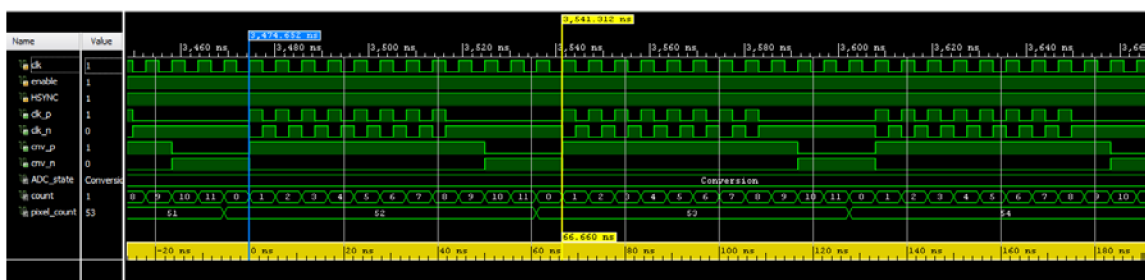 3,541.312 ns
3,474.652 ns
Name Value
3,460 ns 3,480 ns 3,500 ns 3,520 ns 3,540 ns 3,560 ns 3,580 ns 3,600 ns 3,620 ns 3,640 ns 3,66
clk 1
enable 1
HSYNC 1
clk_p 1
clk_n 0
cnv_p 1
cnv_n 0
ADC_state Conversic Conversion
count 1 8 9 10 11 0 1 2 3 4 5 6 7 8 9 10 11 0 1 2 3 4 5 6 7 8 9 10 11 0 1 2 3 4 5 6 7 8 9 10
pixel_count 53 51 52 53 54
66.660 ns
-20 ns 0 ns 20 ns 40 ns 60 ns 80 ns 100 ns 120 ns 140 ns 160 ns 180 ns